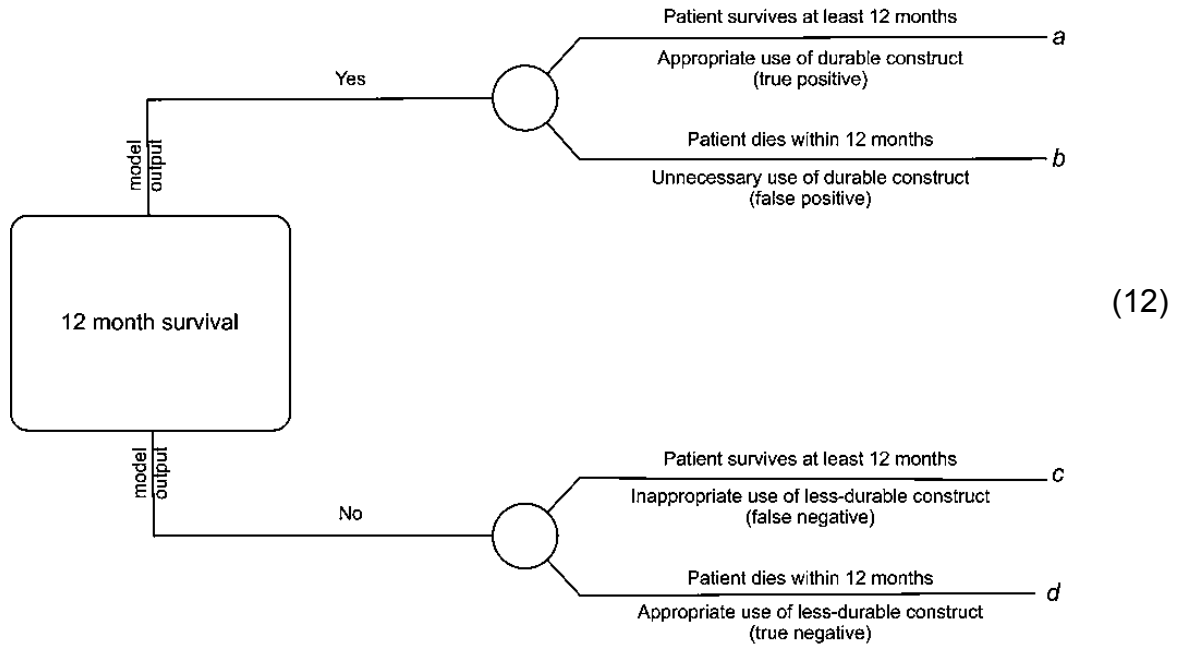 Patient survives at least 12 months
a
Appropriate use of durable construct
(true positive)
Yes
Patient dies within 12 months
b
Unnecessary use of durable construct
(false positive)
model
output
12 month survival
(12)
model
output
Patient survives at least 12 months
c
Inappropriate use of less-durable construct
(false negative)
No
Patient dies within 12 months
d
Appropriate use of less-durable construct
(true negative)